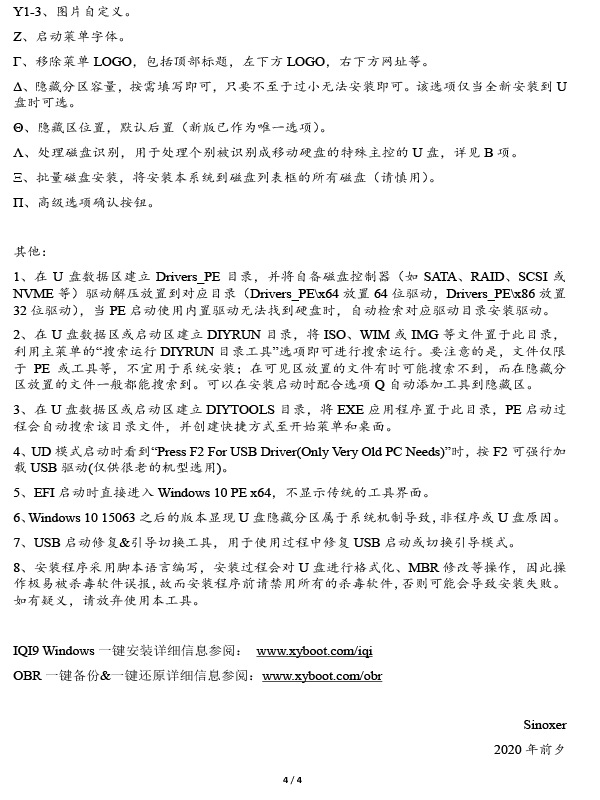 Y1-3、图片自定义。
Z、启动菜单字体。
Γ、移除菜单 LOGO，包括顶部标题，左下方 LOGO，右下方网址等。
Δ、隐藏分区容量，按需填写即可，只要不至于过小无法安装即可。该选项仅当全新安装到 U
盘时可选。
Θ、隐藏区位置，默认后置（新版已作为唯一选项）。
Λ、处理磁盘识别，用于处理个别被识别成移动硬盘的特殊主控的 U 盘，详见 B 项。
Ξ、批量磁盘安装，将安装本系统到磁盘列表框的所有磁盘（请慎用）。
Π、高级选项确认按钮。
其他：
1、在 U 盘数据区建立 Drivers_PE 目录，并将自备磁盘控制器（如 SATA、RAID、SCSI 或
NVME 等）驱动解压放置到对应目录（Drivers_PE\x64 放置 64 位驱动，Drivers_PE\x86 放置
32 位驱动），当 PE 启动使用内置驱动无法找到硬盘时，自动检索对应驱动目录安装驱动。
2、在 U 盘数据区或启动区建立 DIYRUN 目录，将 ISO、WIM 或 IMG 等文件置于此目录，
利用主菜单的“搜索运行 DIYRUN 目录工具”选项即可进行搜索运行。要注意的是，文件仅限
于 PE 或工具等，不宜用于系统安装；在可见区放置的文件有时可能搜索不到，而在隐藏分
区放置的文件一般都能搜索到。可以在安装启动时配合选项 Q 自动添加工具到隐藏区。
3、在 U 盘数据区或启动区建立 DIYTOOLS 目录，将 EXE 应用程序置于此目录，PE 启动过
程会自动搜索该目录文件，并创建快捷方式至开始菜单和桌面。
4、UD 模式启动时看到“Press F2 For USB Driver(Only Very Old PC Needs)”时，按 F2 可强行加
载 USB 驱动(仅供很老的机型选用)。
5、EFI 启动时直接进入 Windows 10 PE x64，不显示传统的工具界面。
6、Windows 10 15063 之后的版本显现 U 盘隐藏分区属于系统机制导致，非程序或 U 盘原因。
7、USB 启动修复&引导切换工具，用于使用过程中修复 USB 启动或切换引导模式。
8、安装程序采用脚本语言编写，安装过程会对 U 盘进行格式化、MBR 修改等操作，因此操
作极易被杀毒软件误报，故而安装程序前请禁用所有的杀毒软件，否则可能会导致安装失败。
如有疑义，请放弃使用本工具。
IQI9 Windows 一键安装详细信息参阅： www.xyboot.com/iqi
OBR 一键备份&一键还原详细信息参阅：www.xyboot.com/obr
Sinoxer
2020 年前夕
4 / 4